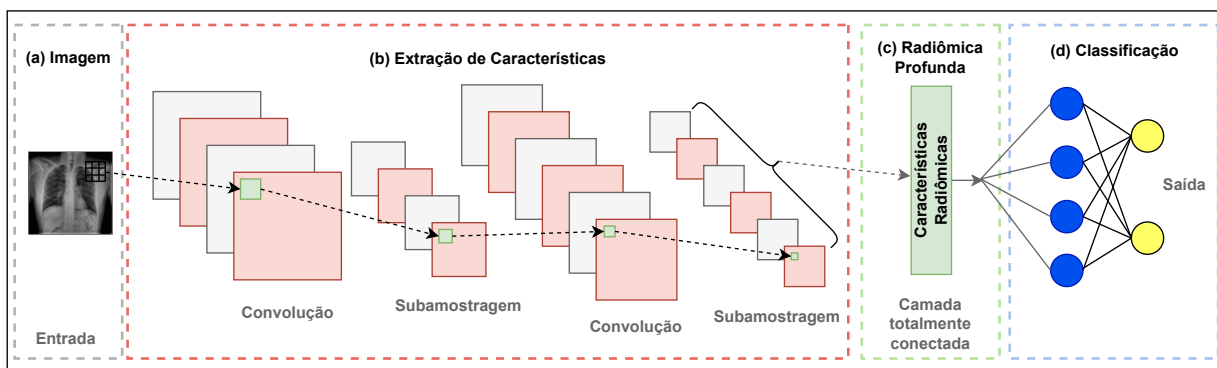 (a) Imagem
Entrada
(b) Extração de Características
Convolução
Subamostragem
Convolução
Subamostragem
(c) Radiômica
Profunda
Características
Radiômicas
Camada
totalmente
conectada
(d) Classificação
Saída